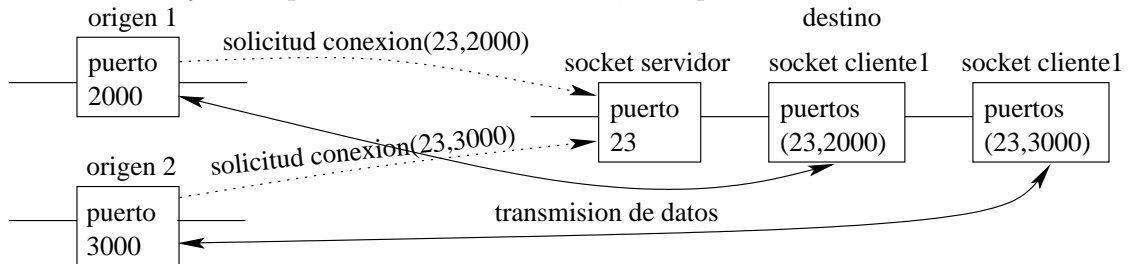 origen 1
destino
solicitud conexion(23,2000)
puerto
2000
socket servidor
socket cliente1
socket cliente1
puerto
23
puertos
(23,2000)
puertos
(23,3000)
solicitud conexion(23,3000)
origen 2
puerto
3000
transmision de datos